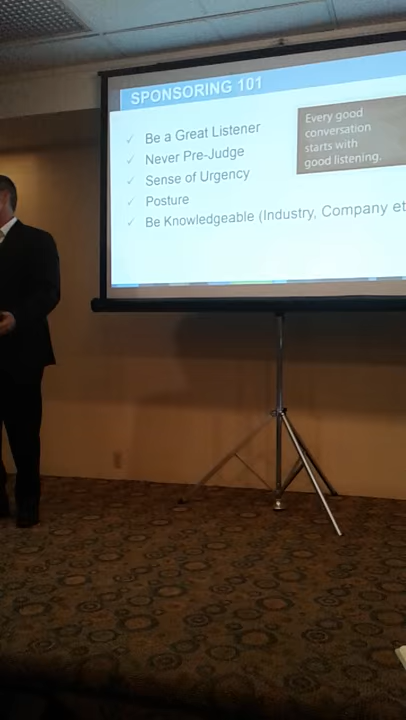 SPONSORING 101
Be a Great Listener
Never Pre-Judge
Sense of Urgency
Posture
Be Knowledgeable (Industry, Company et
Every good
conversation
starts with
good listening.